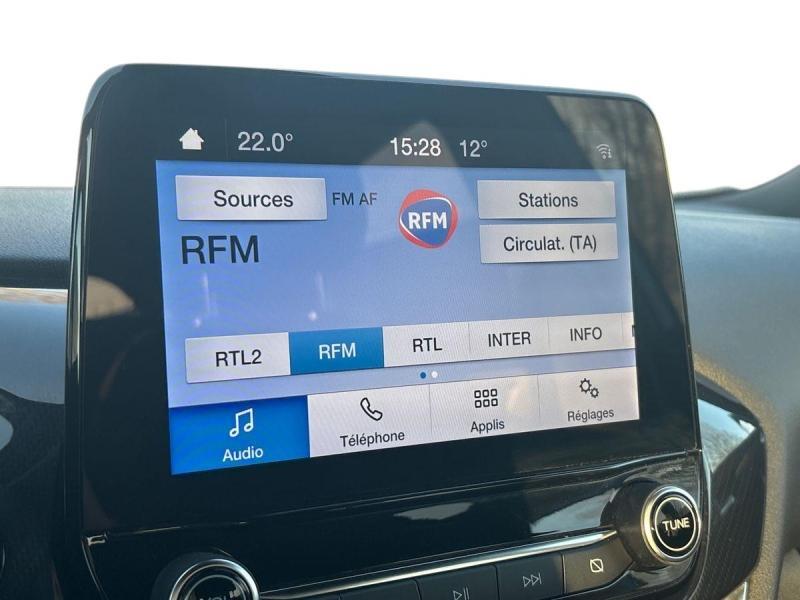 22.0° 15:28 12°
Sources FM AF RFM Stations
RFM Circulat. (TA)
RTL2 RFM RTL INTER INFO
Audio Téléphone Applis Réglages
TUNE